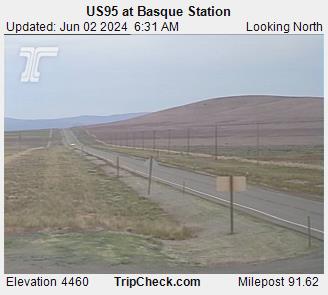 US95 at Basque Station
Updated: Jun 02 2024 6:31 AM Looking North
Elevation 4460 TripCheck.com Milepost 91.62